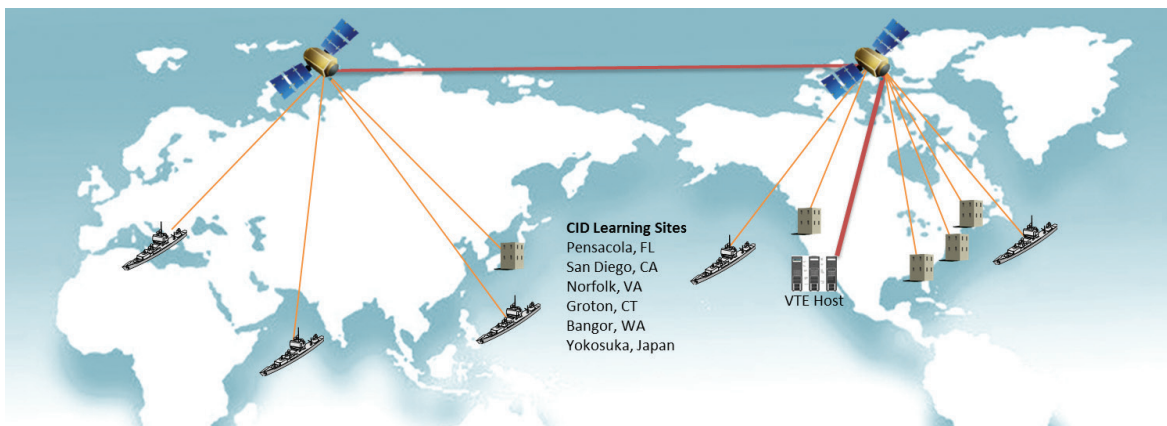 CID Learning Sites
Pensacola, FL
San Diego, CA
Norfolk, VA
Groton, CT
Bangor, WA
Yokosuka, Japan
VTE Host